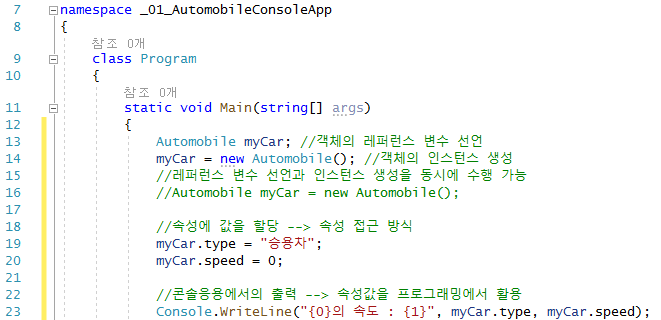 7 namespace _01_AutomobileConsoleApp
8 {
참조 0개
9 class Program
10 {
참조 0개
11 static void Main(string[] args)
12 {
13 Automobile myCar; //객체의 레퍼런스 변수 선언
14 myCar = new Automobile(); //객체의 인스턴스 생성
15 //레퍼런스 변수 선언과 인스턴스 생성을 동시에 수행 가능
16 //Automobile myCar = new Automobile();
17
18 //속성에 값을 할당 --> 속성 접근 방식
19 myCar.type = "승용차";
20 myCar.speed = 0;
21
22 //콘솔응용에서의 출력 --> 속성값을 프로그래밍에서 활용
23 Console.WriteLine("{0}의 속도 : {1}", myCar.type, myCar.speed);